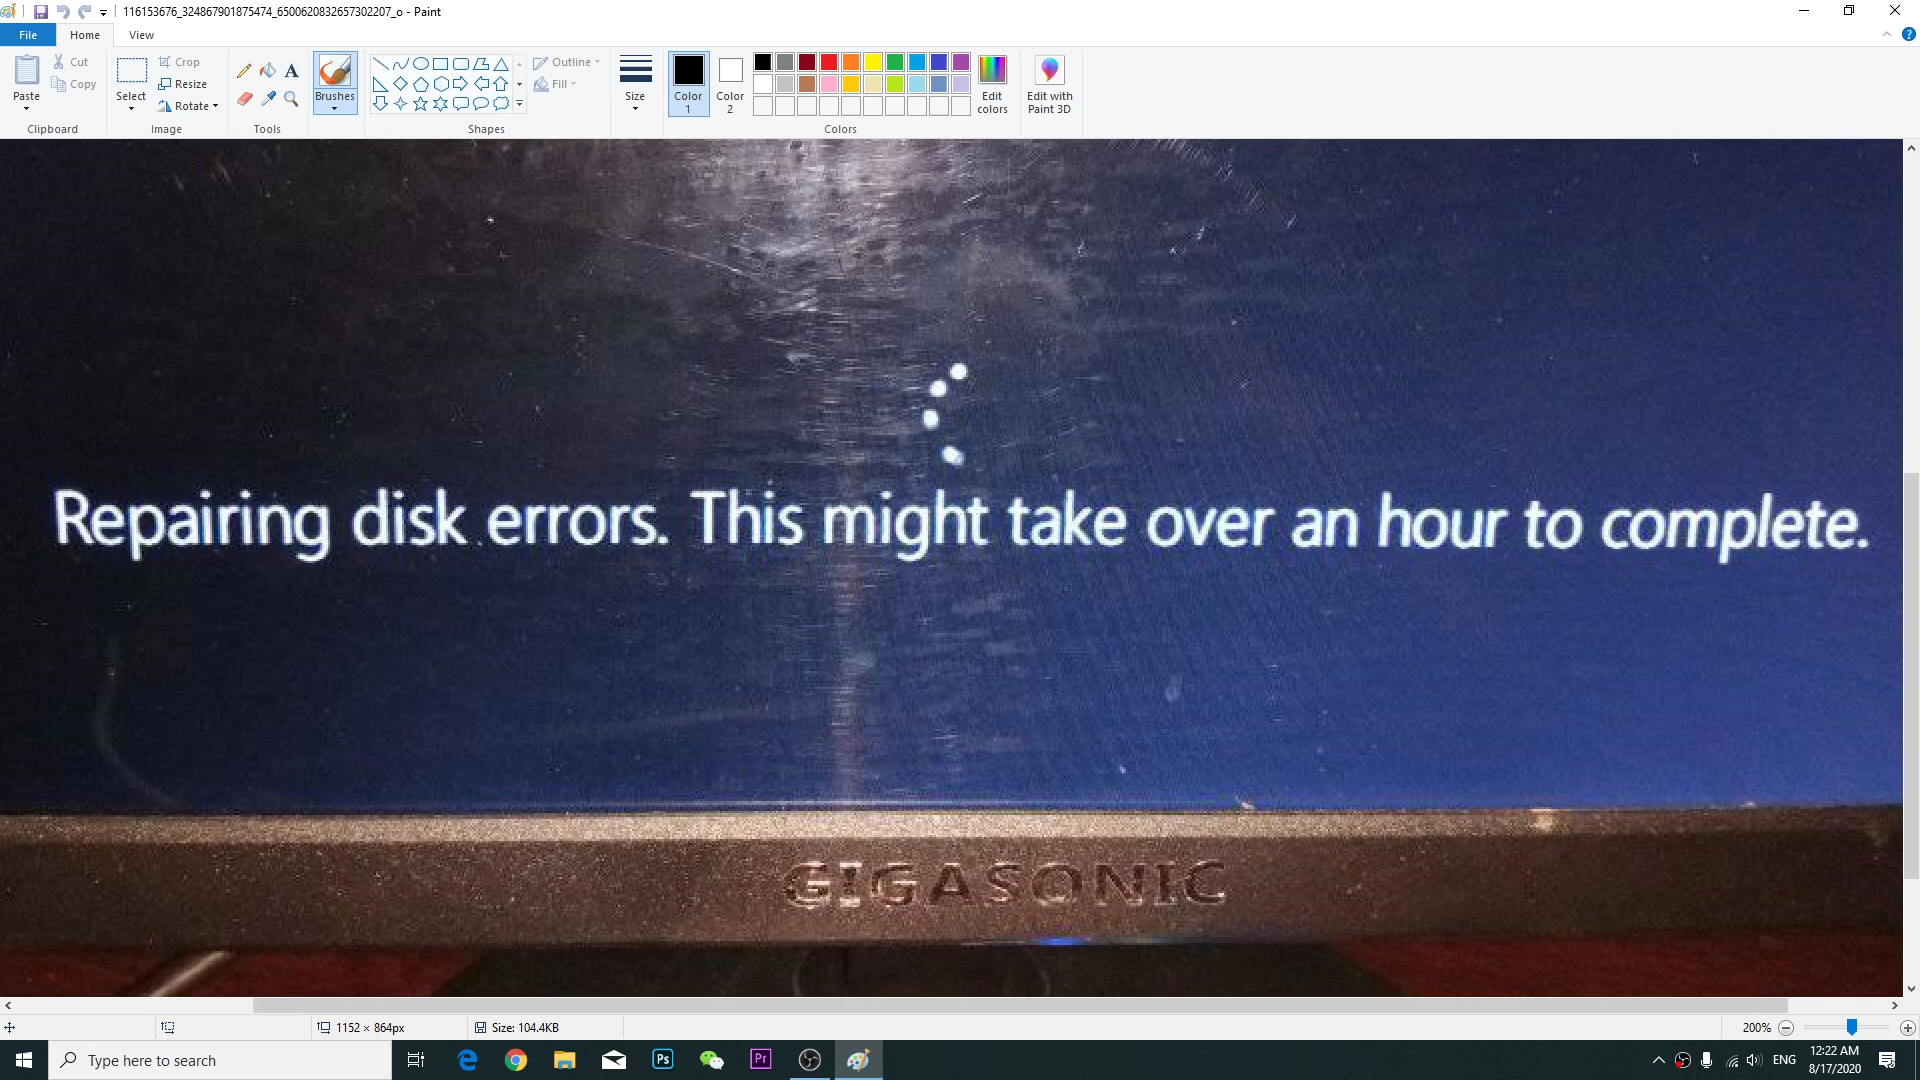 116153676_324867901875474_6500620832657302207_o - Paint
File Home View
Paste
Cut
Copy
Clipboard
Select
Crop
Resize
Rotate
Image
A
Tools
Brushes
Shapes
Outline
Fill
Size
Color 1
Color 2
Colors
Edit colors
Edit with Paint 3D
Repairing disk errors. This might take over an hour to complete.
GIGASONIC
1152 × 864px Size: 104.4KB 200%
Type here to search
Ps
Pr
ENG
12:22 AM
8/17/2020